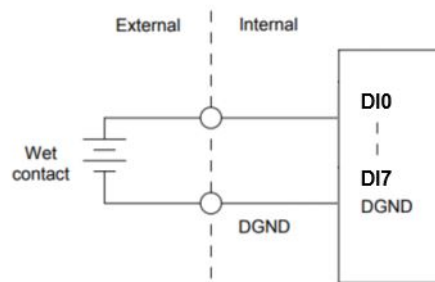 External
Internal
DI0
Wet
contact
DI7
DGND
DGND